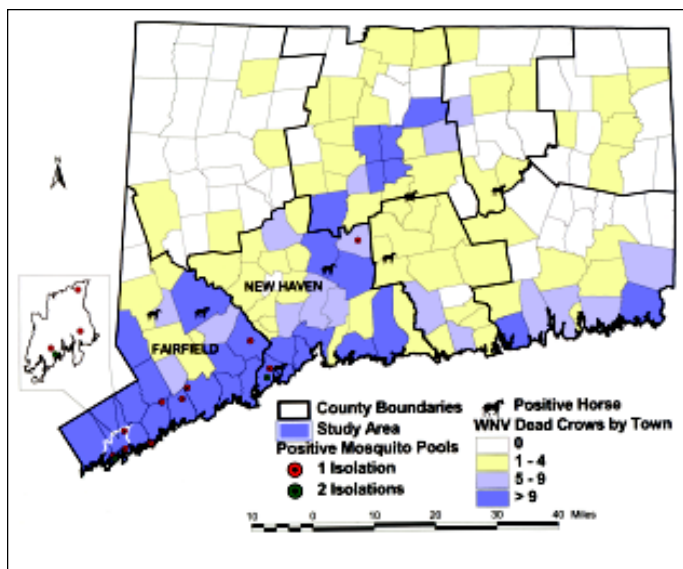 N
NEW HAVEN
FAIRFIELD
County Boundaries
Study Area
Positive Mosquito Pools
1 Isolation
2 Isolations
Positive Horse
WNV Dead Crows by Town
0
1 - 4
5 - 9
> 9
10 0 10 20 30 40
Miles